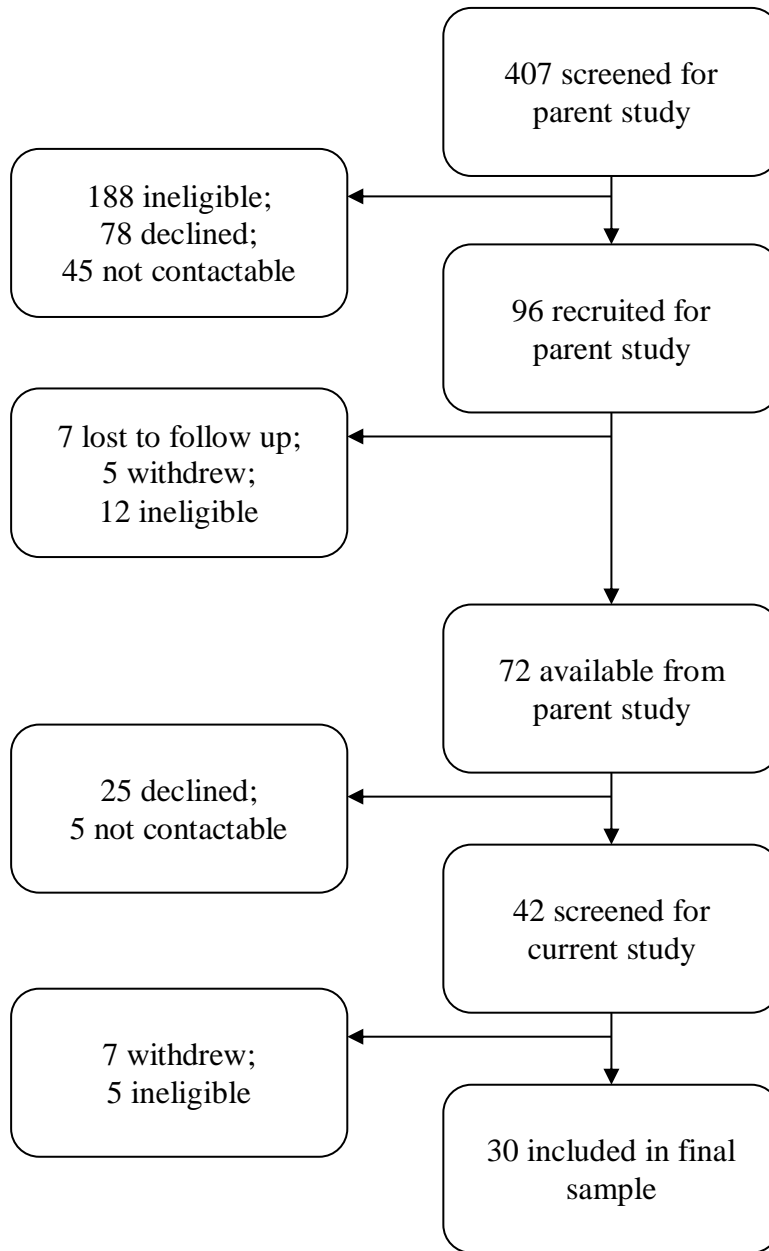 407 screened for
parent study
188 ineligible;
78 declined;
45 not contactable
96 recruited for
parent study
7 lost to follow up;
5 withdrew;
12 ineligible
72 available from
parent study
25 declined;
5 not contactable
42 screened for
current study
7 withdrew;
5 ineligible
30 included in final
sample